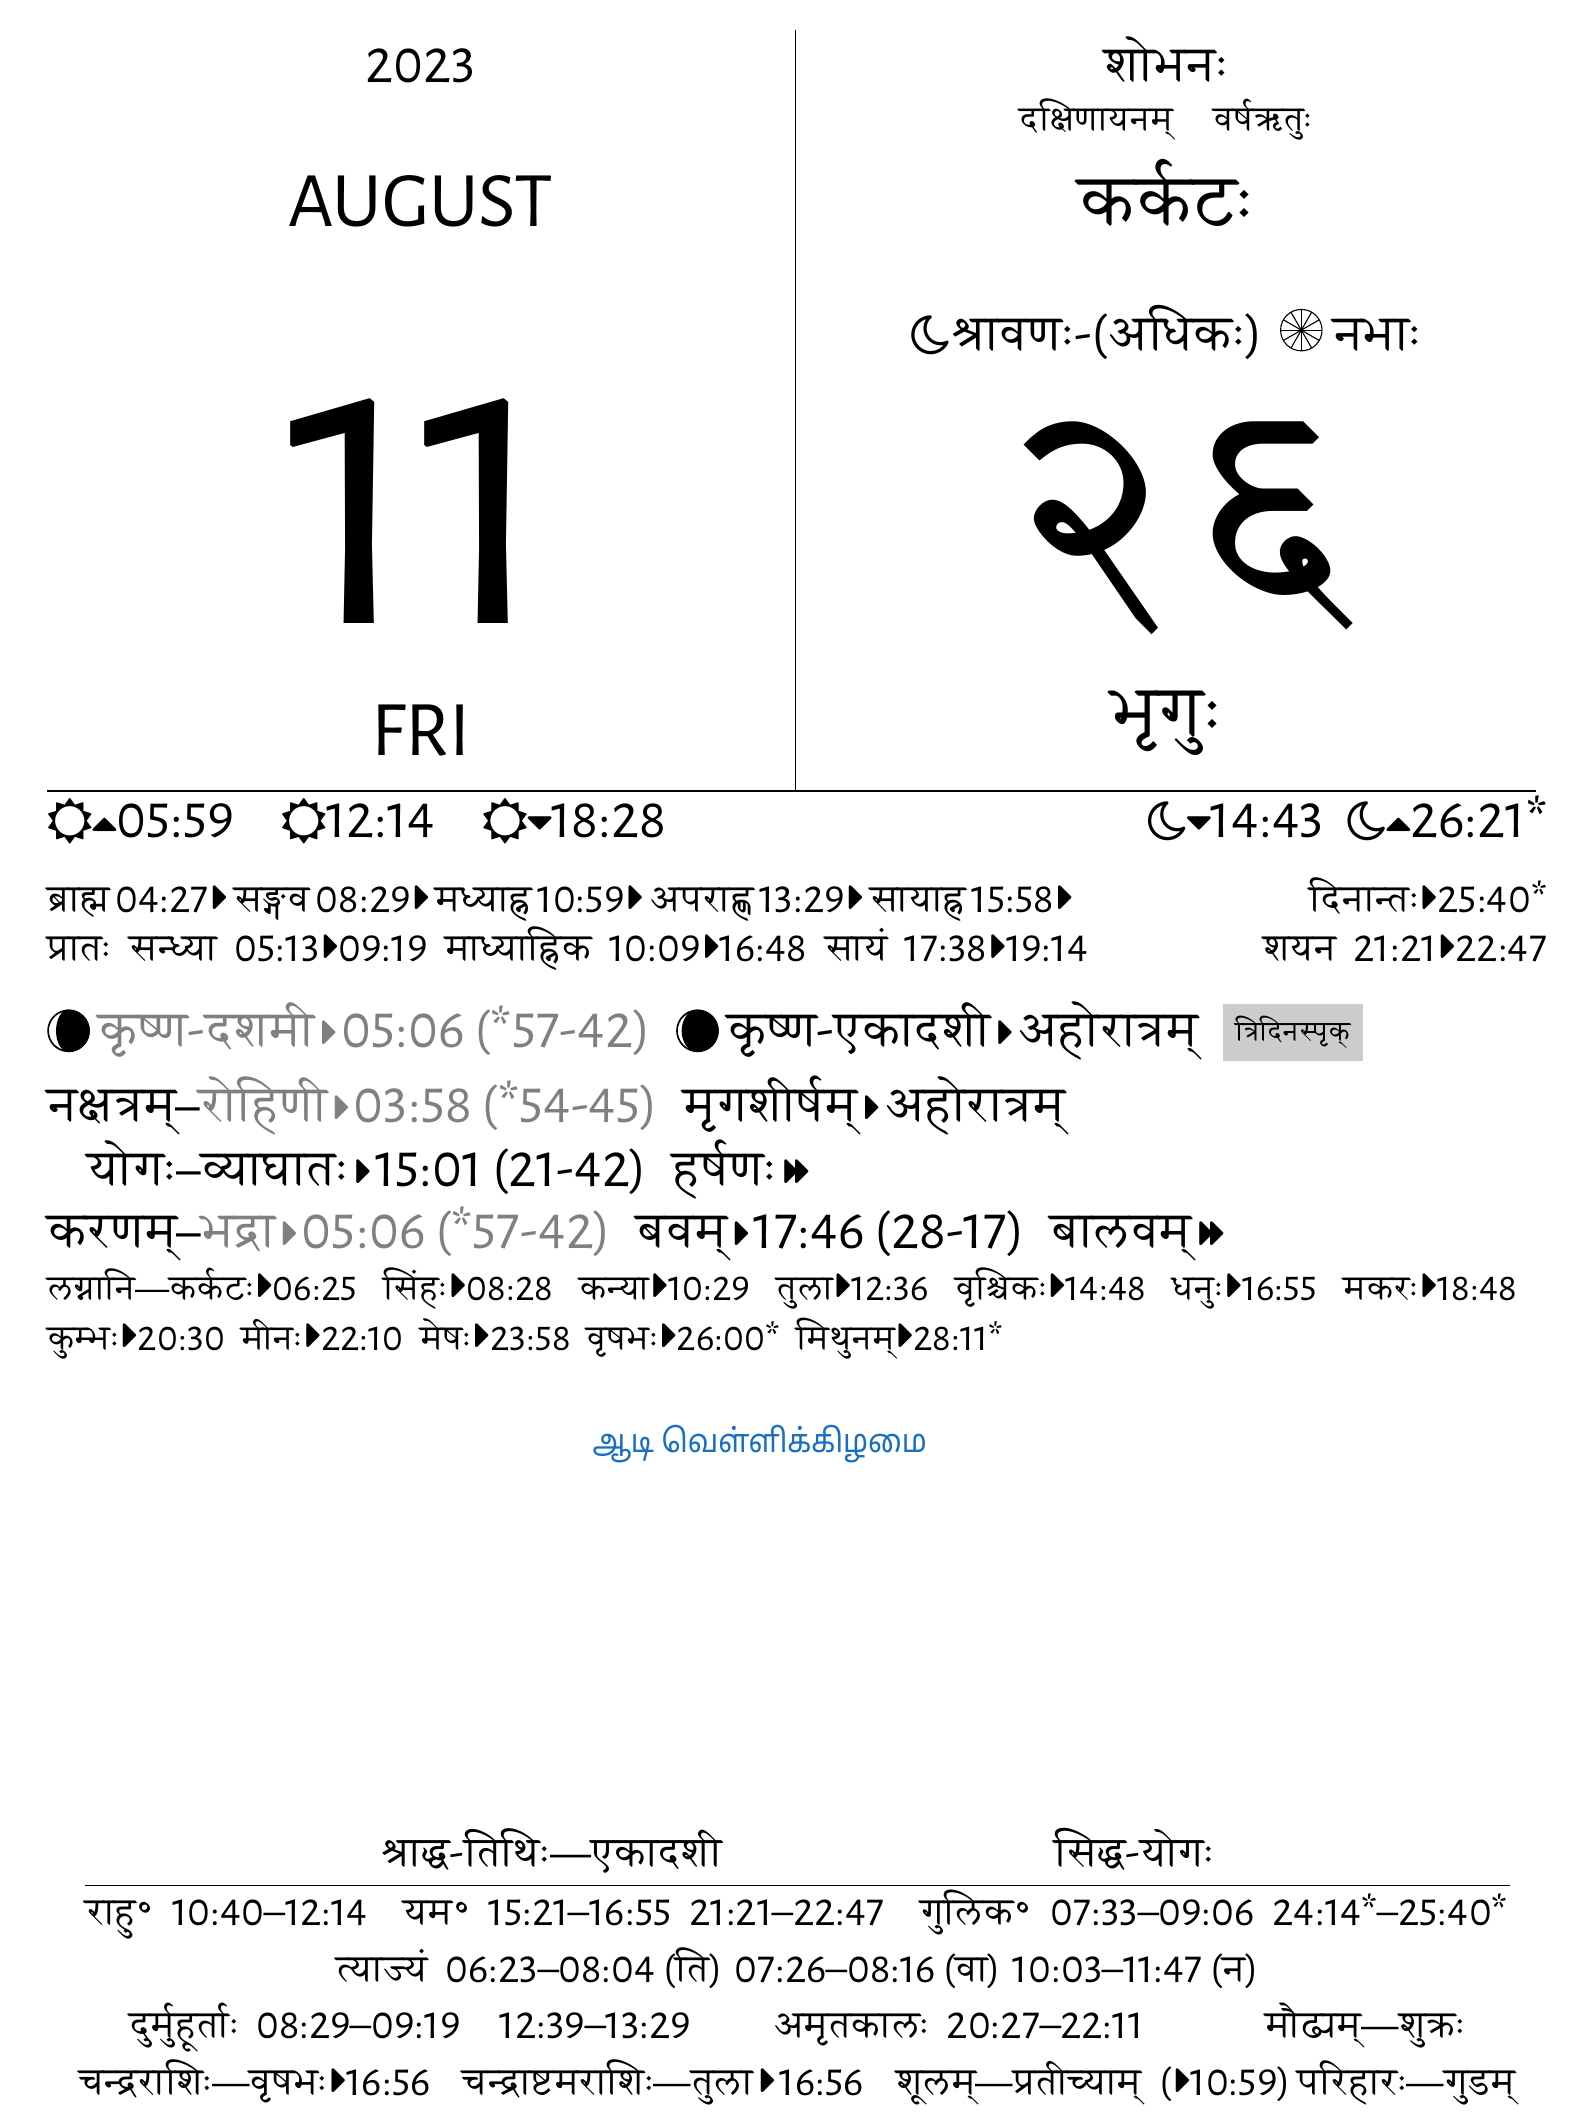 2023
AUGUST
11
FRI
शोभनः
दक्षिणायनम् वर्षऋतुः
कर्कटः
श्रावणः-(अधिकः) नभाः
२६
भृगुः
05:59 12:14 18:28 14:43 26:21*
ब्राह्म 04:27 सङ्गव 08:29 मध्याह्न 10:59 अपराह्ण 13:29 सायाह्न 15:58 दिनान्तः 25:40*
प्रातः सन्ध्या 05:13 09:19 माध्याह्निक 10:09 16:48 सायं 17:38 19:14 शयन 21:21 22:47
कृष्ण-दशमी 05:06 (*57-42) कृष्ण-एकादशी अहोरात्रम् त्रिदिनस्पृक्
नक्षत्रम्–रोहिणी 03:58 (*54-45) मृगशीर्षम् अहोरात्रम्
योगः–व्याघातः 15:01 (21-42) हर्षणः
करणम्–भद्रा 05:06 (*57-42) बवम् 17:46 (28-17) बालवम्
लग्नानि—कर्कटः 06:25 सिंहः 08:28 कन्या 10:29 तुला 12:36 वृश्चिकः 14:48 धनुः 16:55 मकरः 18:48
कुम्भः 20:30 मीनः 22:10 मेषः 23:58 वृषभः 26:00* मिथुनम् 28:11*
ஆடி வெள்ளிக்கிழமை
श्राद्ध-तिथिः—एकादशी सिद्ध-योगः
राहु° 10:40–12:14 यम° 15:21–16:55 21:21–22:47 गुलिक° 07:33–09:06 24:14*–25:40*
त्याज्यं 06:23–08:04 (ति) 07:26–08:16 (वा) 10:03–11:47 (न)
दुर्मुहूर्ताः 08:29–09:19 12:39–13:29 अमृतकालः 20:27–22:11 मौढ्यम्—शुक्रः
चन्द्रराशिः—वृषभः 16:56 चन्द्राष्टमराशिः—तुला 16:56 शूलम्—प्रतीच्याम् (10:59) परिहारः—गुडम्